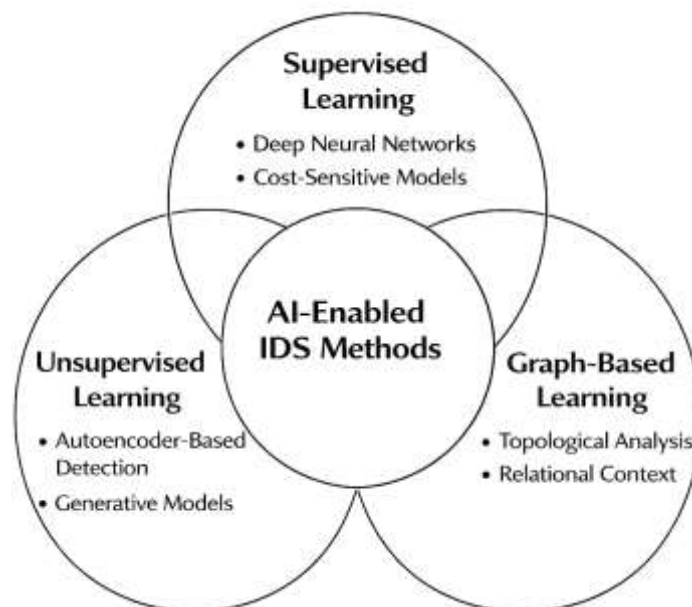 Supervised
Learning
• Deep Neural Networks
• Cost-Sensitive Models
AI-Enabled
IDS Methods
Unsupervised
Learning
• Autoencoder-Based
Detection
• Generative Models
Graph-Based
Learning
• Topological Analysis
• Relational Context